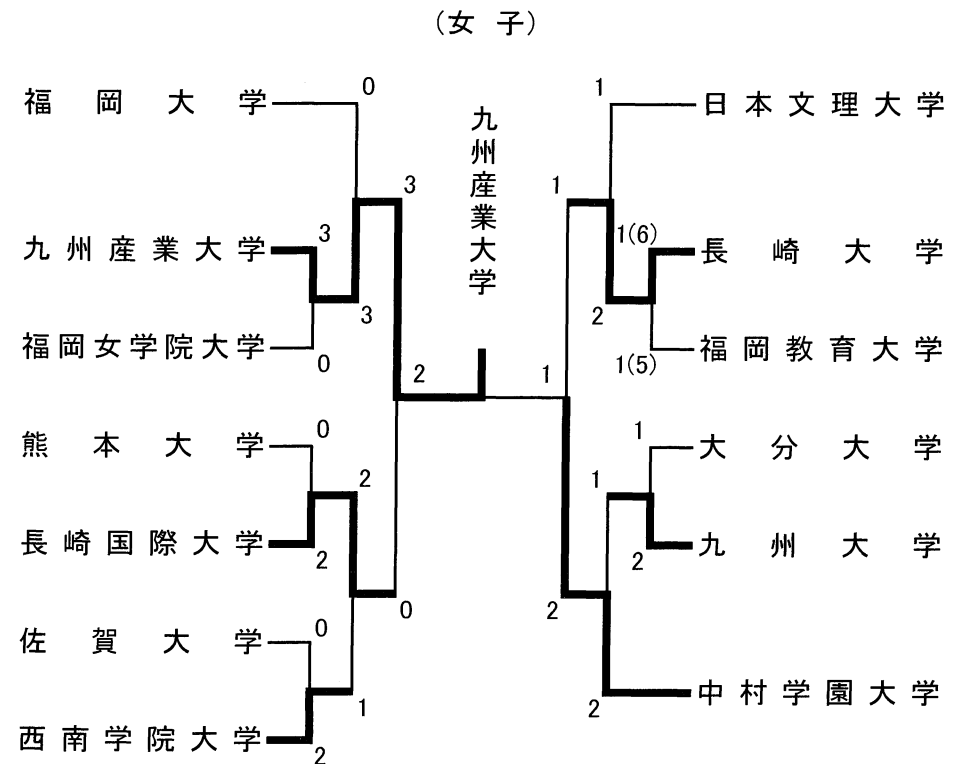 (女子)
福岡大学
0
九州産業大学
3
3
3
福岡女学院大学
0
熊本大学
0
2
長崎国際大学
2
0
佐賀大学
0
1
西南学院大学
2
九州産業大学
2
1
1
日本文理大学
1
1(6)
長崎大学
2
福岡教育大学
1(5)
1
大分大学
1
九州大学
2
2
中村学園大学
2